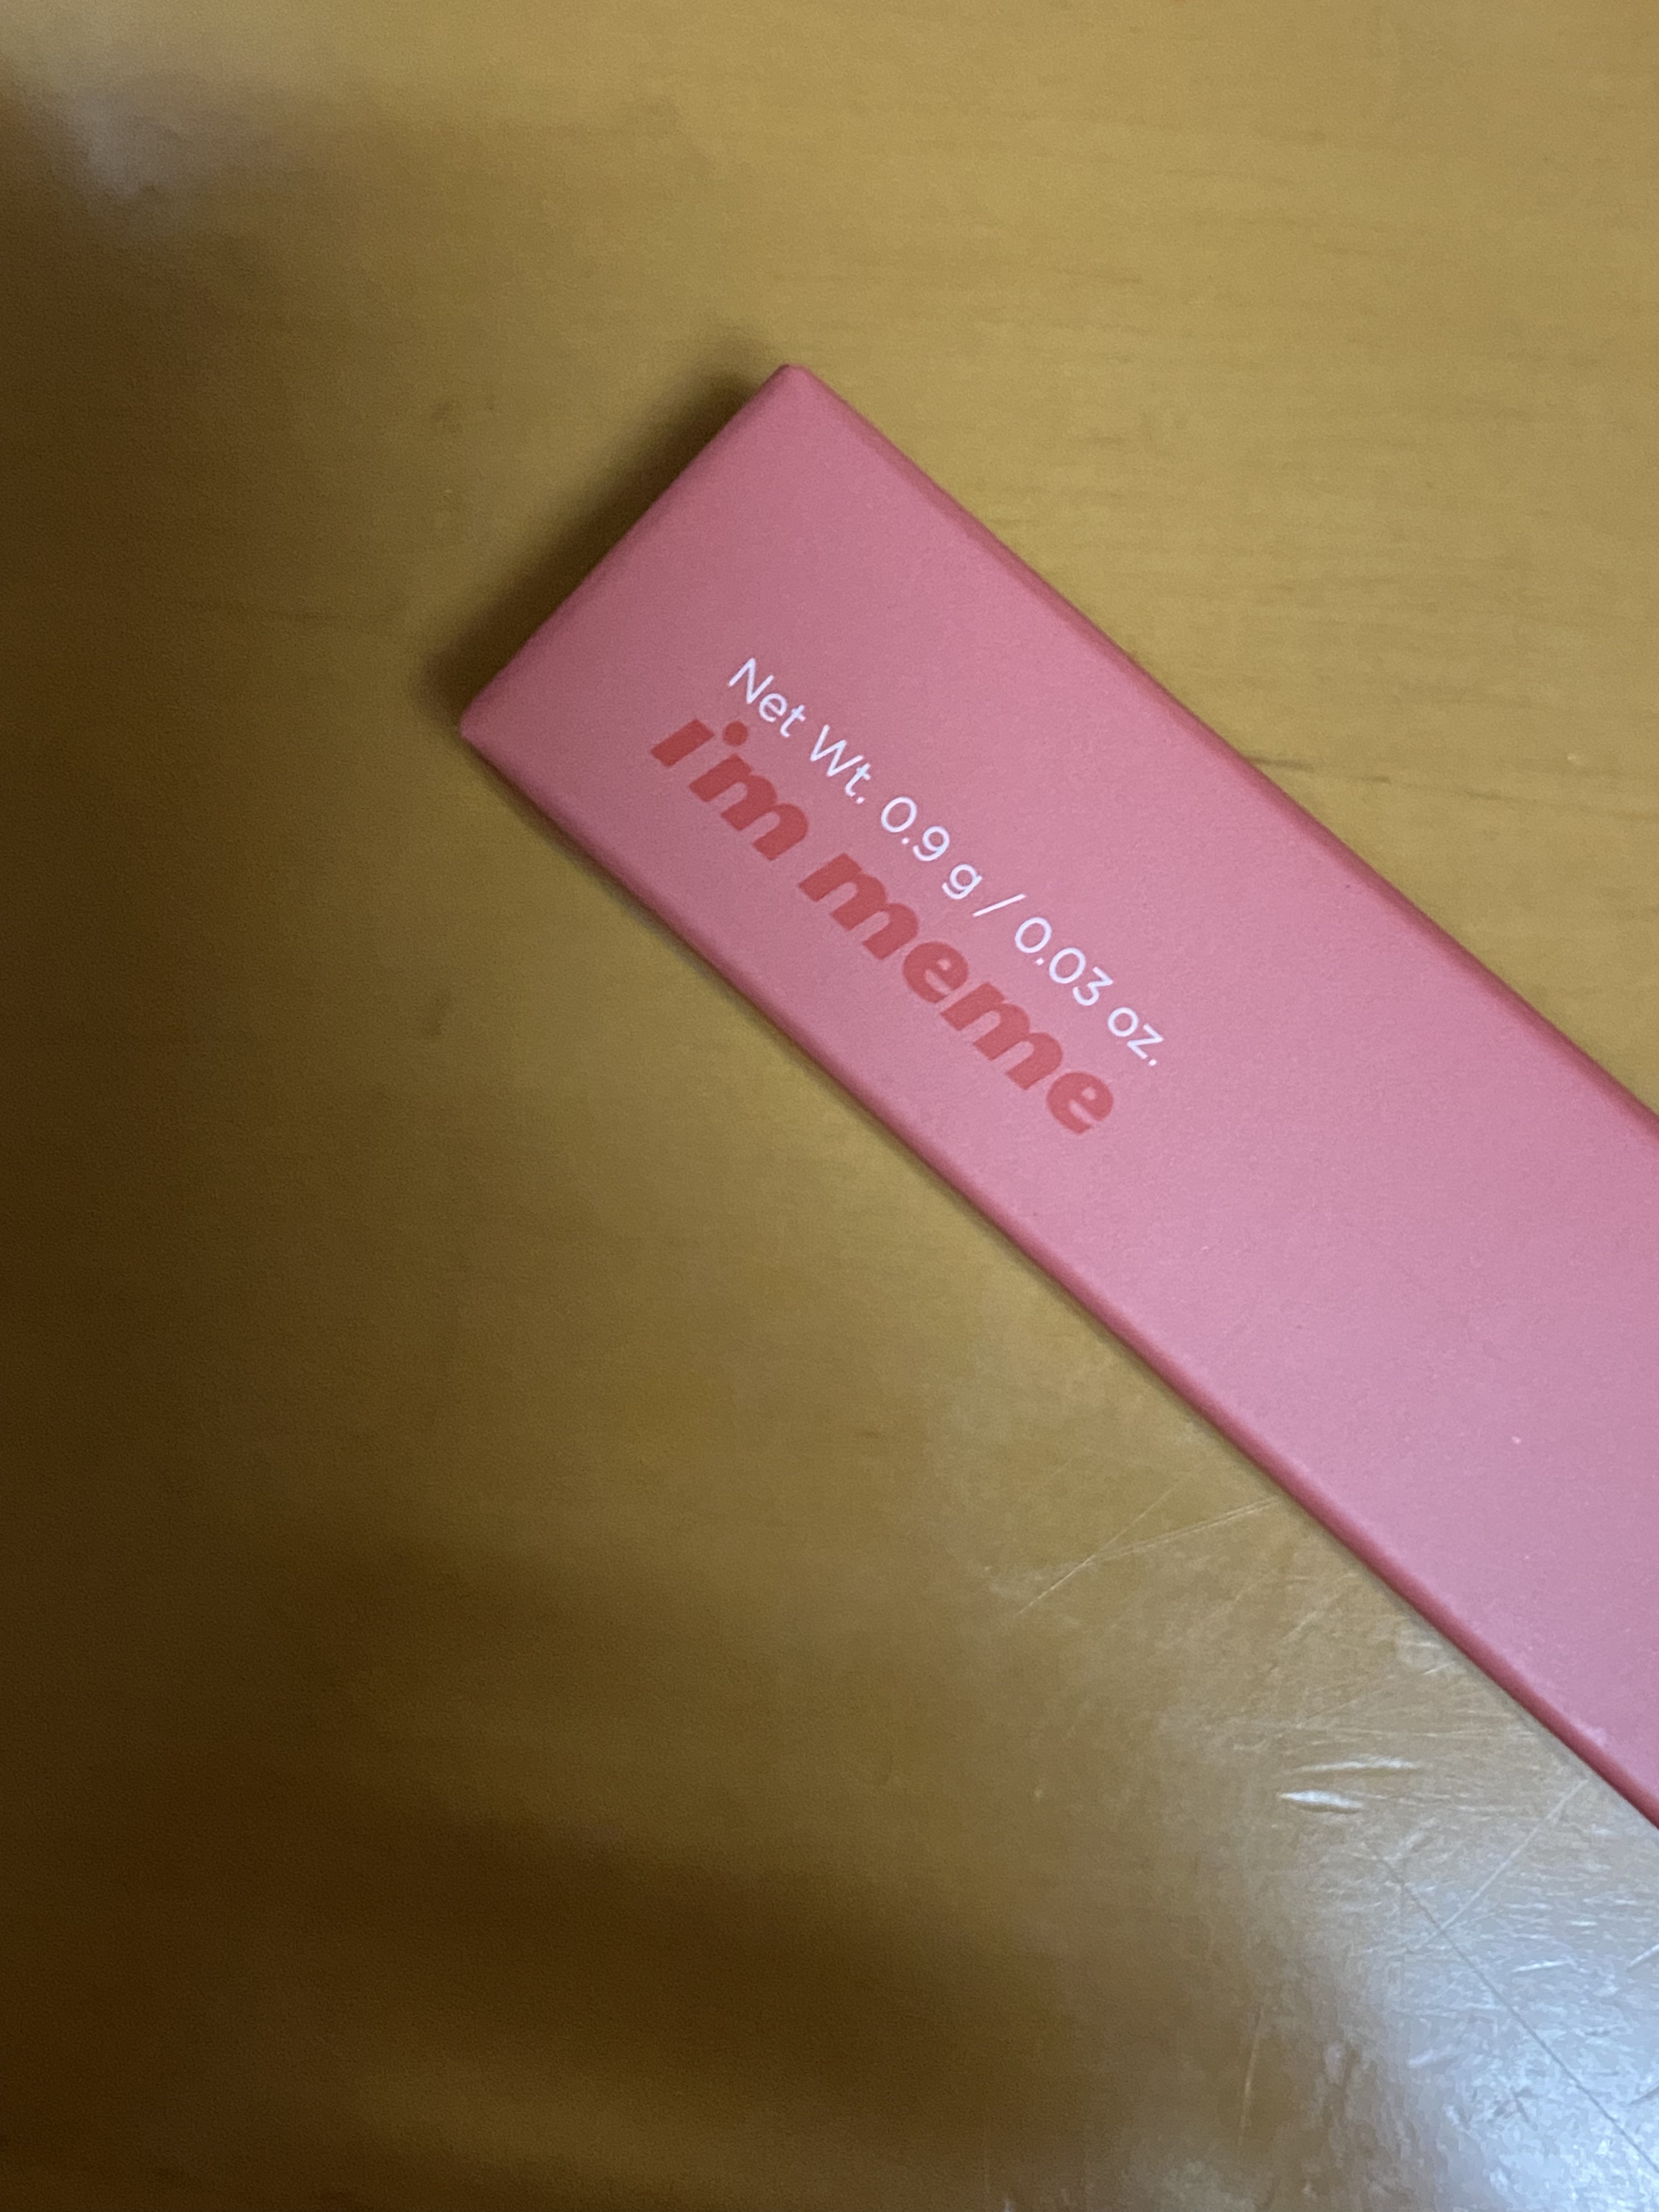 Net Wt. 0.9 g / 0.03 oz.
i'm meme